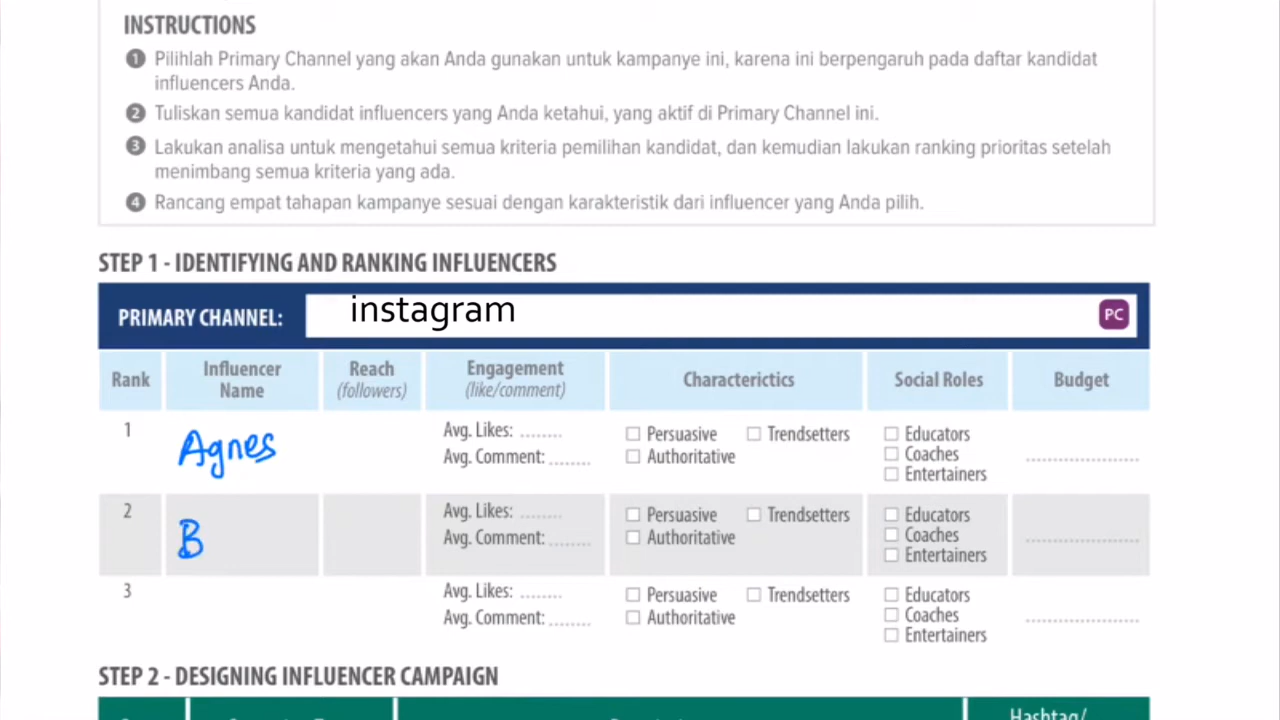 INSTRUCTIONS
1 Pilihlah Primary Channel yang akan Anda gunakan untuk kampanye ini, karena ini berpengaruh pada daftar kandidat
influencers Anda.
2 Tuliskan semua kandidat influencers yang Anda ketahui, yang aktif di Primary Channel ini.
3 Lakukan analisa untuk mengetahui semua kriteria pemilihan kandidat, dan kemudian lakukan ranking prioritas setelah
menimbang semua kriteria yang ada.
4 Rancang empat tahapan kampanye sesuai dengan karakteristik dari influencer yang Anda pilih.
STEP 1 - IDENTIFYING AND RANKING INFLUENCERS
PRIMARY CHANNEL: instagram PC
Rank Influencer Name Reach (followers) Engagement (like/comment) Characterictics Social Roles Budget
1 Agnes Avg. Likes: ........ Persuasive Trendsetters Educators
Avg. Comment: ........ Authoritative Coaches ......................
Entertainers
2 B Avg. Likes: ........ Persuasive Trendsetters Educators
Avg. Comment: ........ Authoritative Coaches ......................
Entertainers
3 Avg. Likes: ........ Persuasive Trendsetters Educators
Avg. Comment: ........ Authoritative Coaches ......................
Entertainers
STEP 2 - DESIGNING INFLUENCER CAMPAIGN
Hashtag/